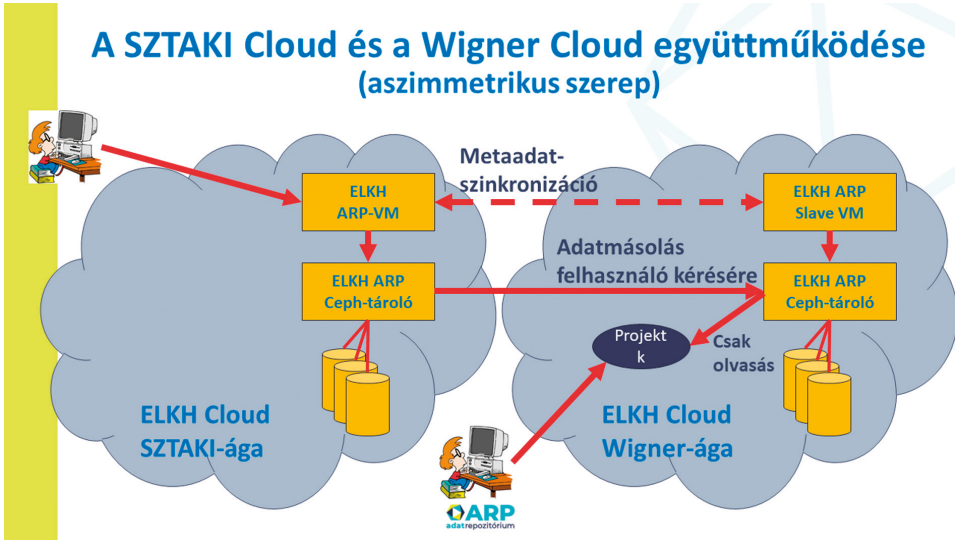 A SZTAKI Cloud és a Wigner Cloud együttműködése
(aszimmetrikus szerep)
Metaadat-
szinkronizáció
ELKH
ARP-VM
ELKH ARP
Slave VM
Adatmásolás
felhasználó kérésére
ELKH ARP
Ceph-tároló
ELKH ARP
Ceph-tároló
Projekt
k
Csak
olvasás
ELKH Cloud
SZTAKI-ága
ELKH Cloud
Wigner-ága
ARP
adatrepozitórium